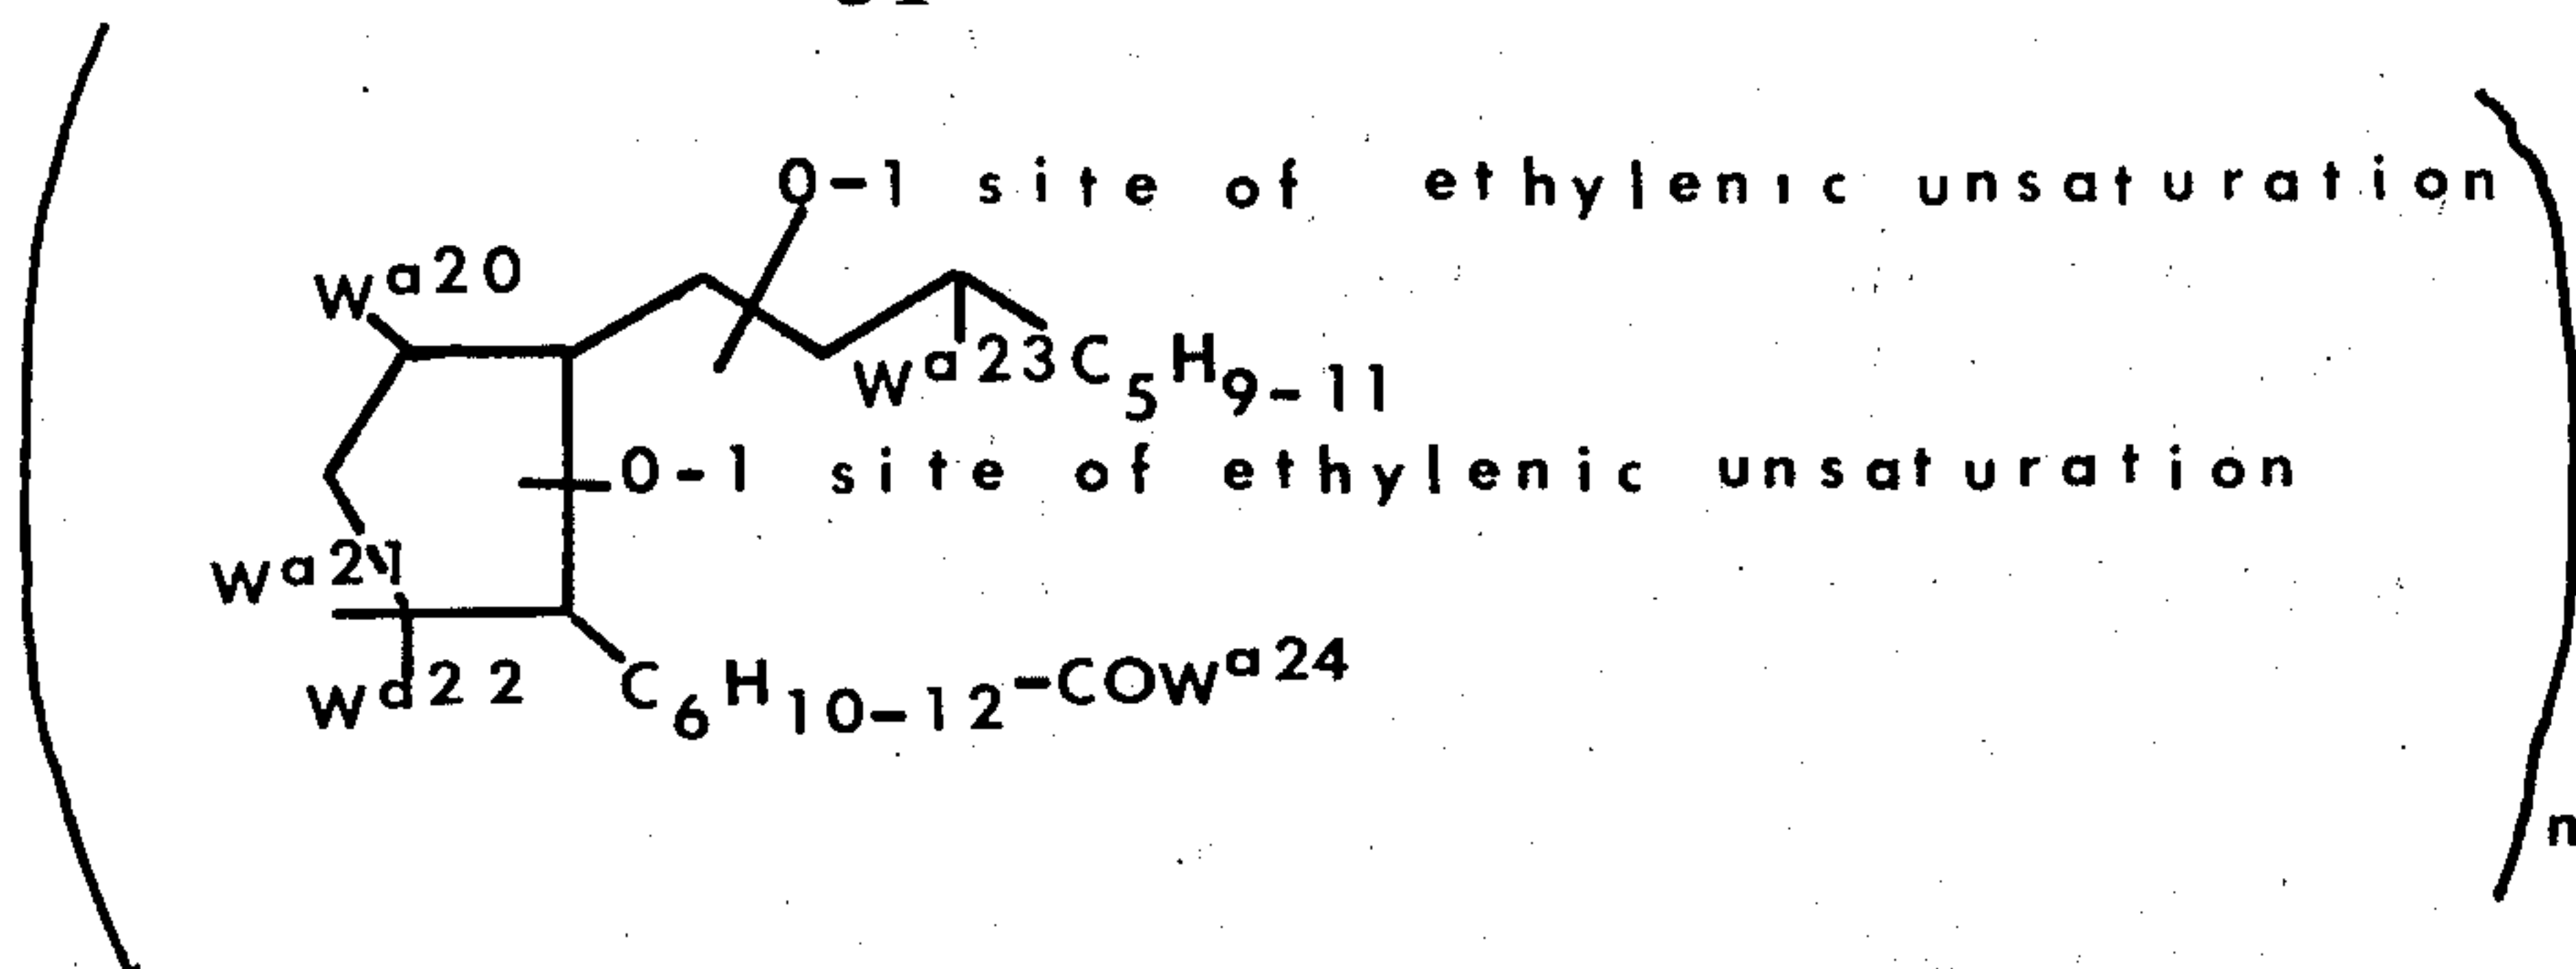 0-1 site of ethylenic unsaturation
Wa20
Wa23C5H9-11
0-1 site of ethylenic unsaturation
Wa21
Wa22
C6H10-12-COWa24
n